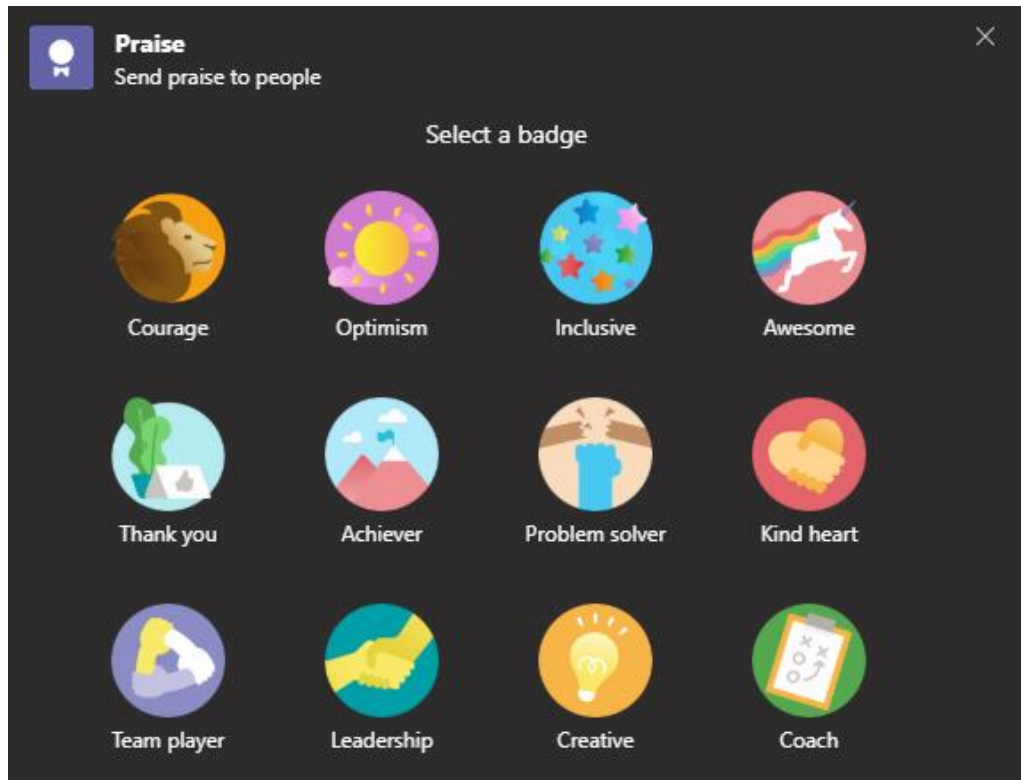 Praise
Send praise to people
Select a badge
Courage
Optimism
Inclusive
Awesome
Thank you
Achiever
Problem solver
Kind heart
Team player
Leadership
Creative
Coach